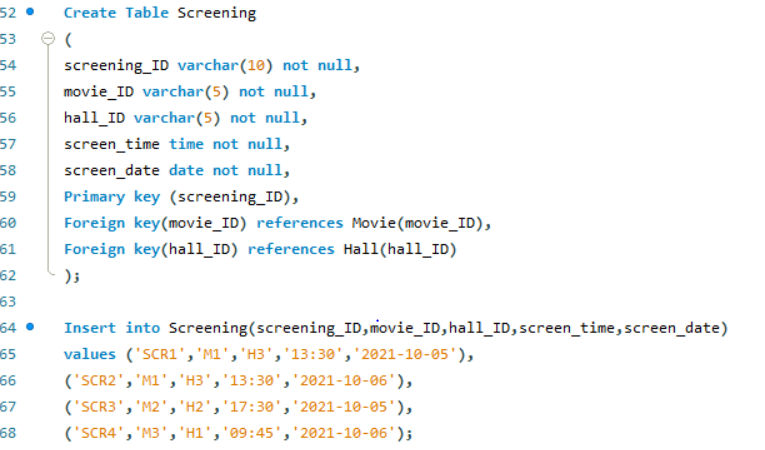 52 Create Table Screening
53 (
54 screening_ID varchar(10) not null,
55 movie_ID varchar(5) not null,
56 hall_ID varchar(5) not null,
57 screen_time time not null,
58 screen_date date not null,
59 Primary key (screening_ID),
60 Foreign key(movie_ID) references Movie(movie_ID),
61 Foreign key(hall_ID) references Hall(hall_ID)
62 );
63
64 Insert into Screening(screening_ID,movie_ID,hall_ID,screen_time,screen_date)
65 values ('SCR1','M1','H3','13:30','2021-10-05'),
66 ('SCR2','M1','H3','13:30','2021-10-06'),
67 ('SCR3','M2','H2','17:30','2021-10-05'),
68 ('SCR4','M3','H1','09:45','2021-10-06');